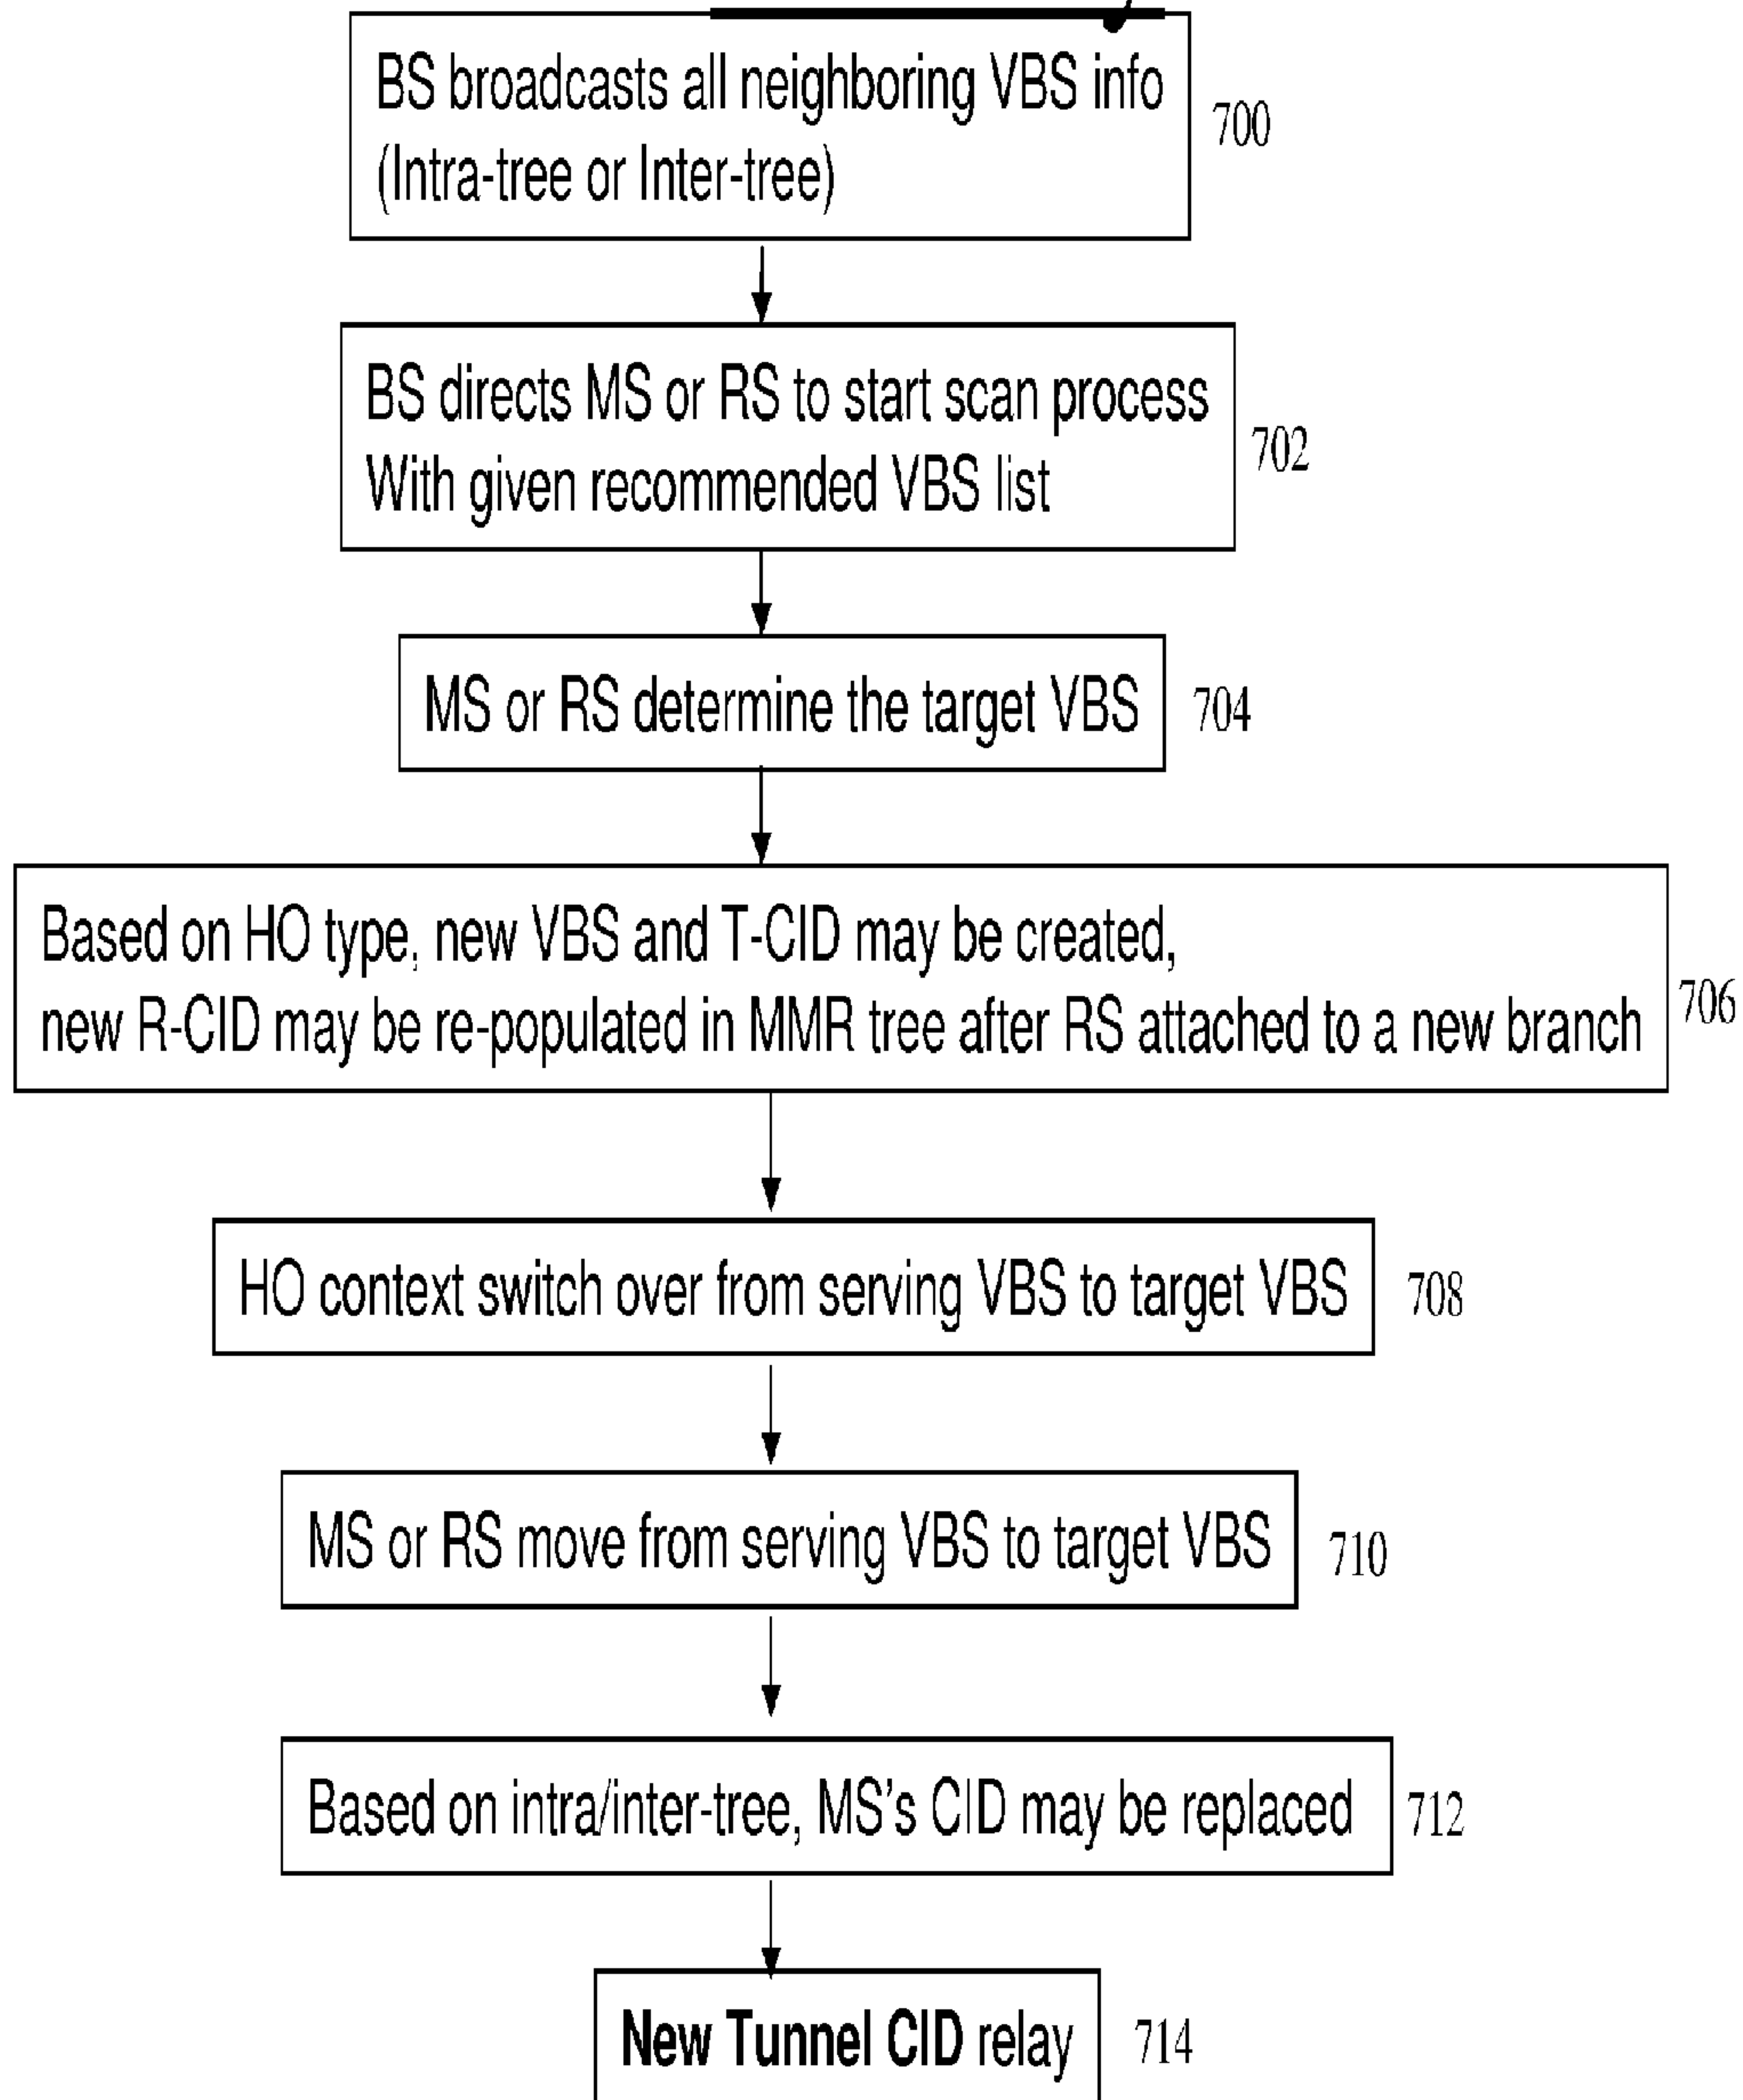 BS broadcasts all neighboring VBS info
(Intra-tree or Inter-tree)
700
BS directs MS or RS to start scan process
With given recommended VBS list
702
MS or RS determine the target VBS
704
Based on HO type, new VBS and T-CID may be created,
new R-CID may be re-populated in MMR tree after RS attached to a new branch
706
HO context switch over from serving VBS to target VBS
708
MS or RS move from serving VBS to target VBS
710
Based on intra/inter-tree, MS's CID may be replaced
712
New Tunnel CID relay
714